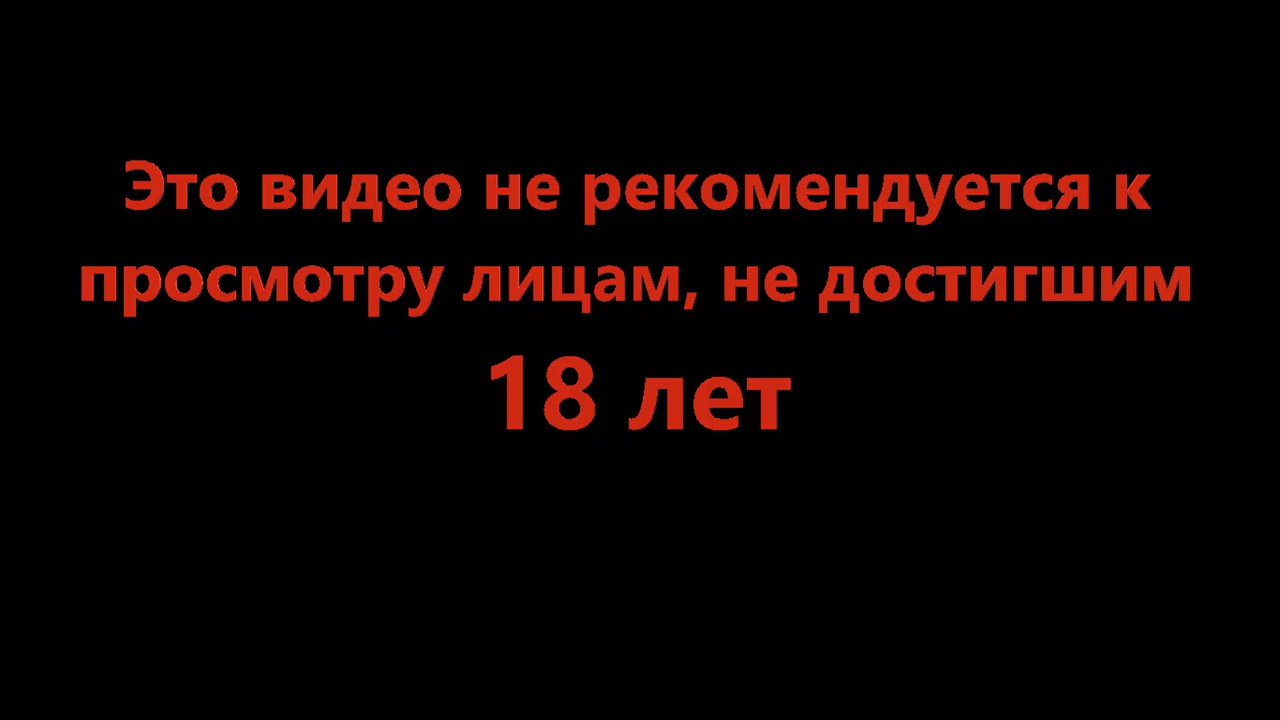 Это видео не рекомендуется к
просмотру лицам, не достигшим
18 лет